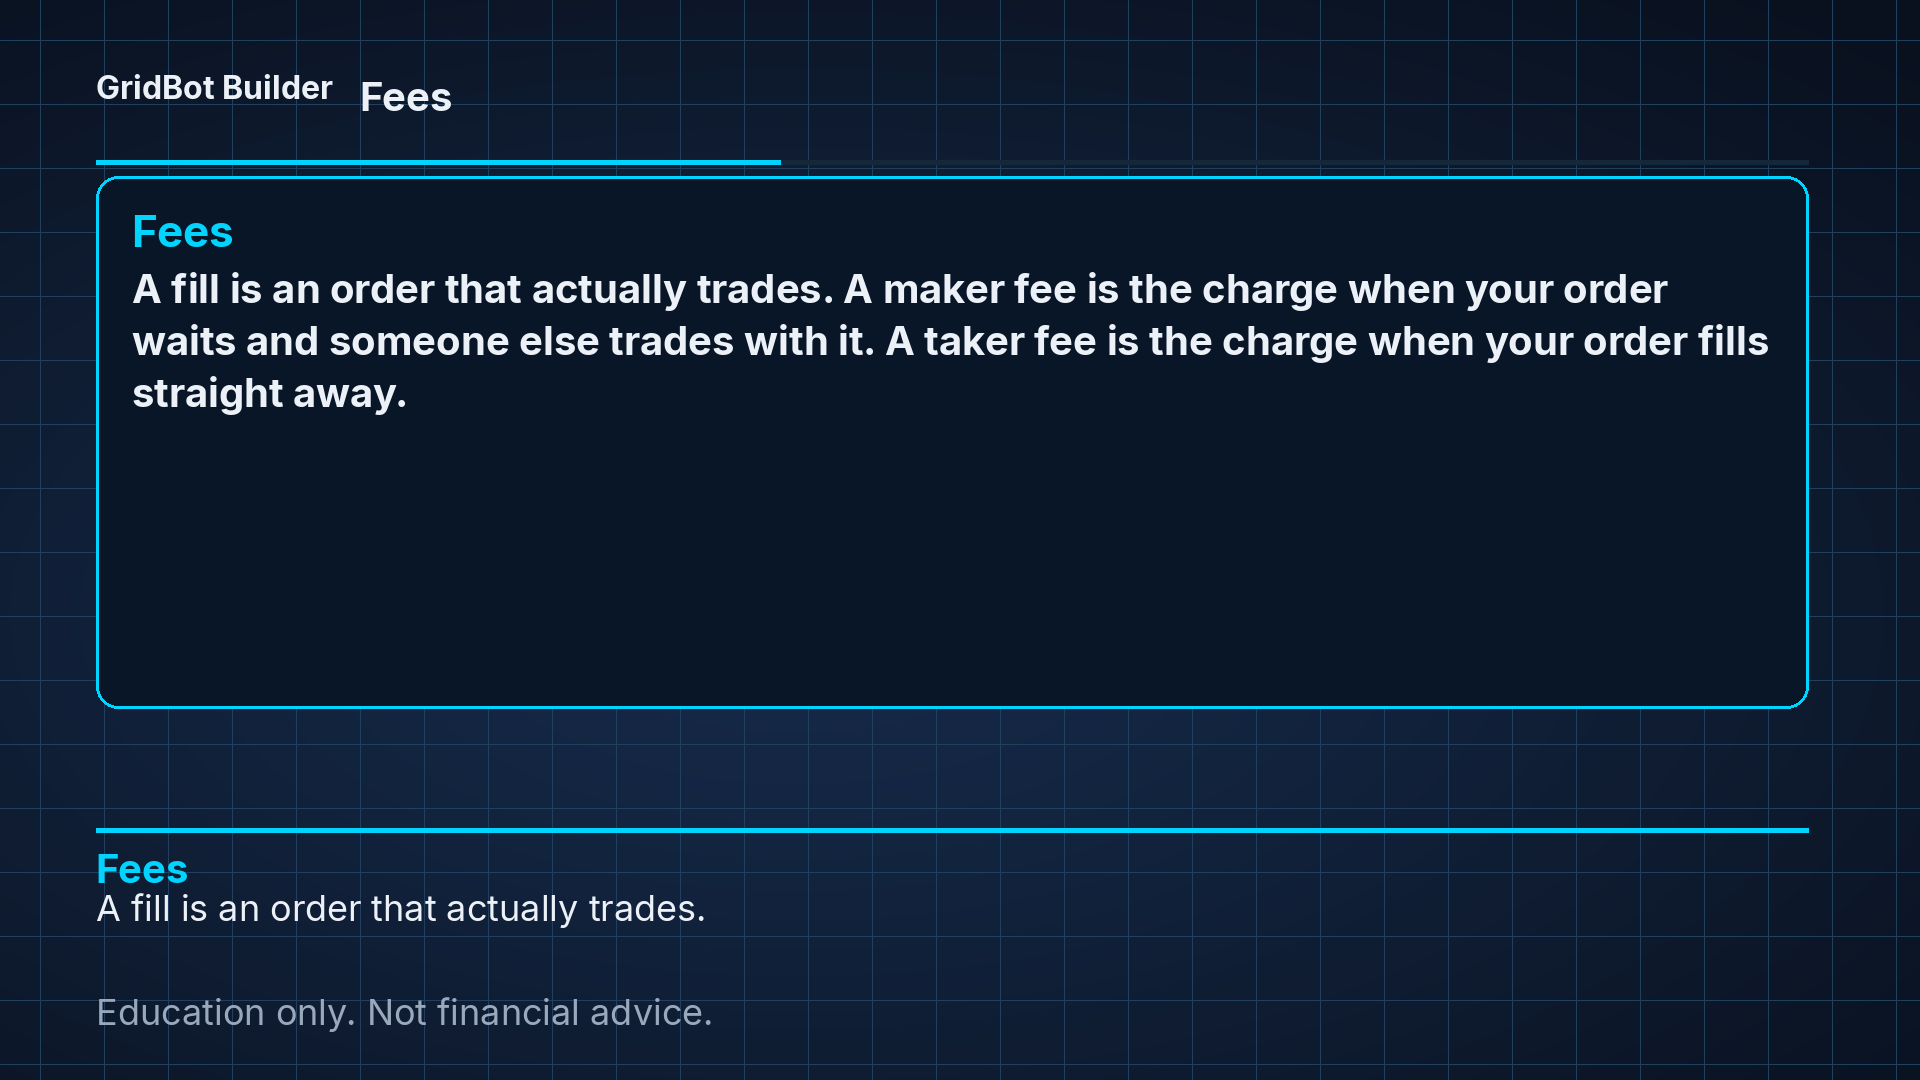 GridBot Builder Fees
Fees
A fill is an order that actually trades. A maker fee is the charge when your order
waits and someone else trades with it. A taker fee is the charge when your order fills
straight away.
Fees
A fill is an order that actually trades.
Education only. Not financial advice.